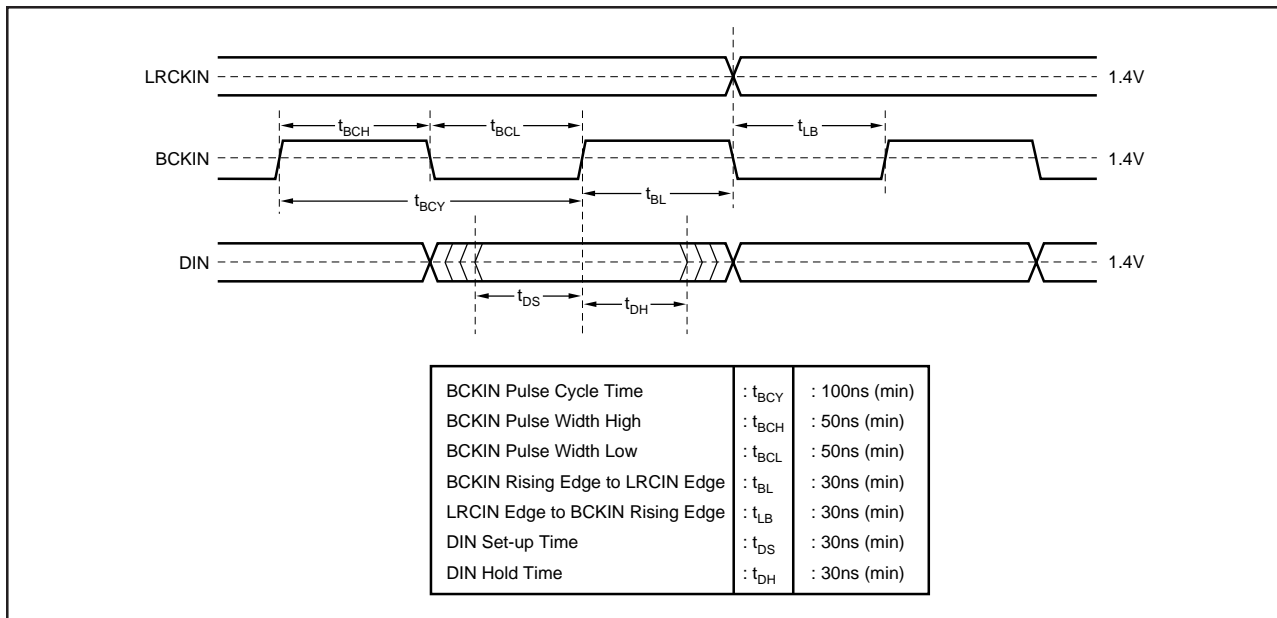 LRCKIN 1.4V
tBCH tBCL tLB
BCKIN 1.4V
tBCY tBL
DIN 1.4V
tDS tDH
BCKIN Pulse Cycle Time : tBCY : 100ns (min)
BCKIN Pulse Width High : tBCH : 50ns (min)
BCKIN Pulse Width Low : tBCL : 50ns (min)
BCKIN Rising Edge to LRCIN Edge : tBL : 30ns (min)
LRCIN Edge to BCKIN Rising Edge : tLB : 30ns (min)
DIN Set-up Time : tDS : 30ns (min)
DIN Hold Time : tDH : 30ns (min)